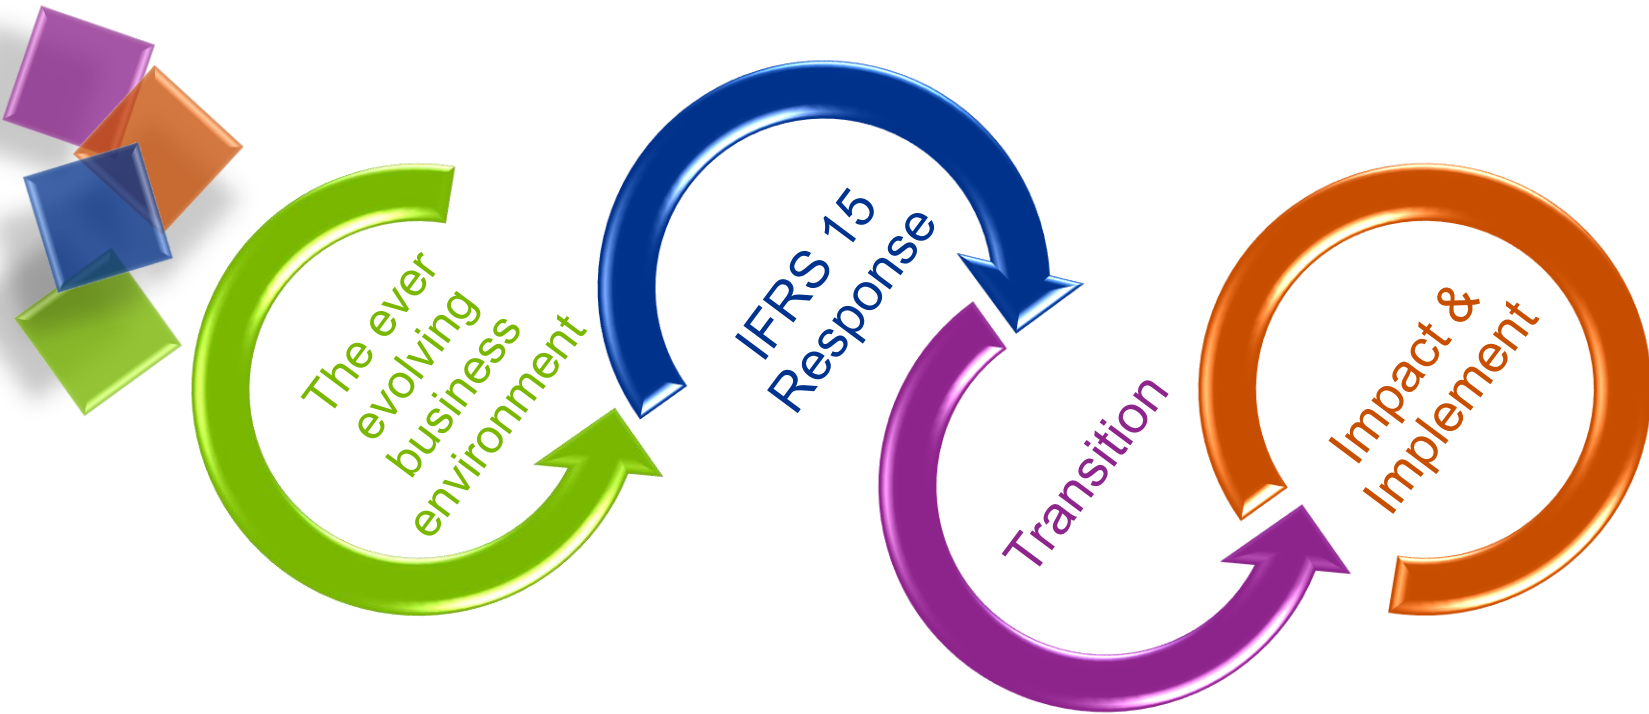 The ever
evolving
business
environment
IFRS 15
Response
Transition
Impact &
Implement